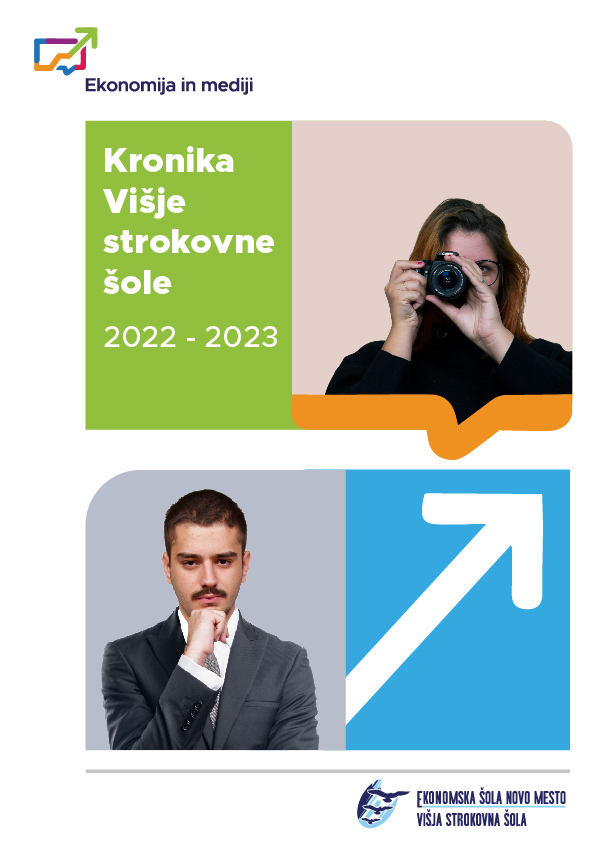 Ekonomija in mediji
Kronika
Višje
strokovne
šole
2022 - 2023
EKONOMSKA ŠOLA NOVO MESTO
VIŠJA STROKOVNA ŠOLA